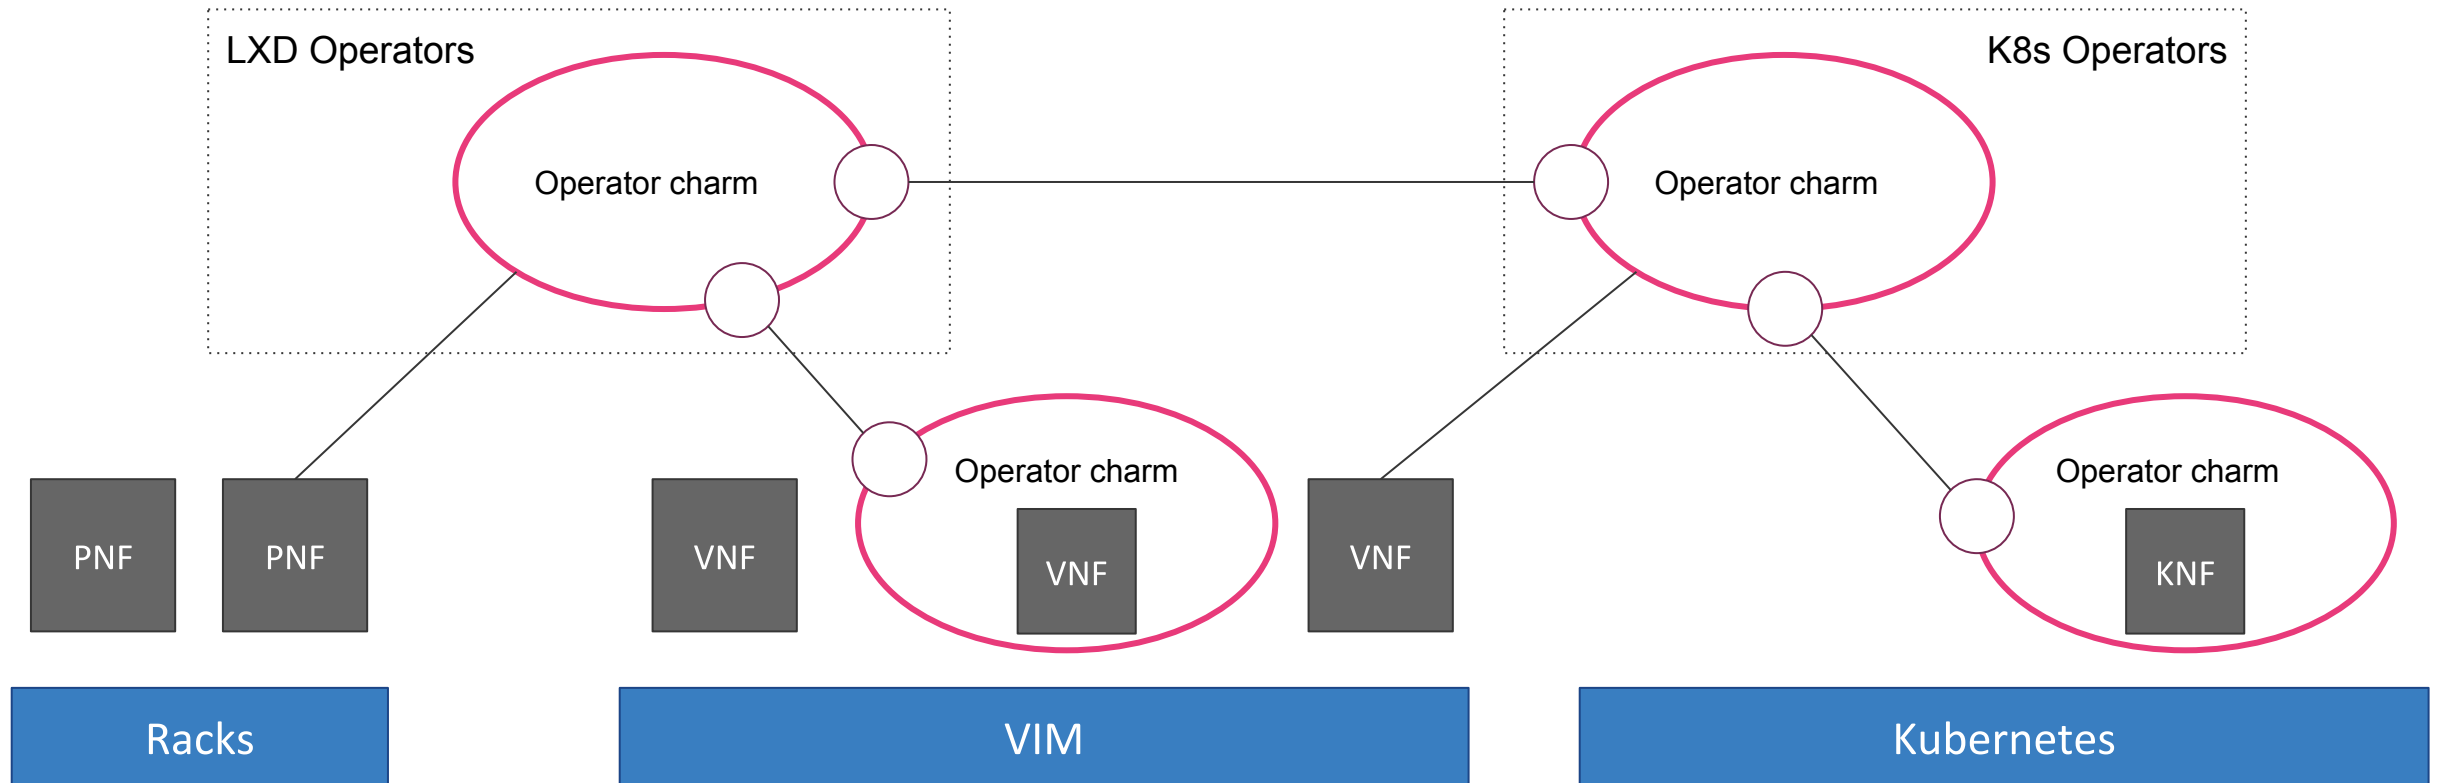 LXD Operators
K8s Operators
Operator charm
Operator charm
Operator charm
Operator charm
PNF
PNF
VNF
VNF
VNF
KNF
Racks
VIM
Kubernetes